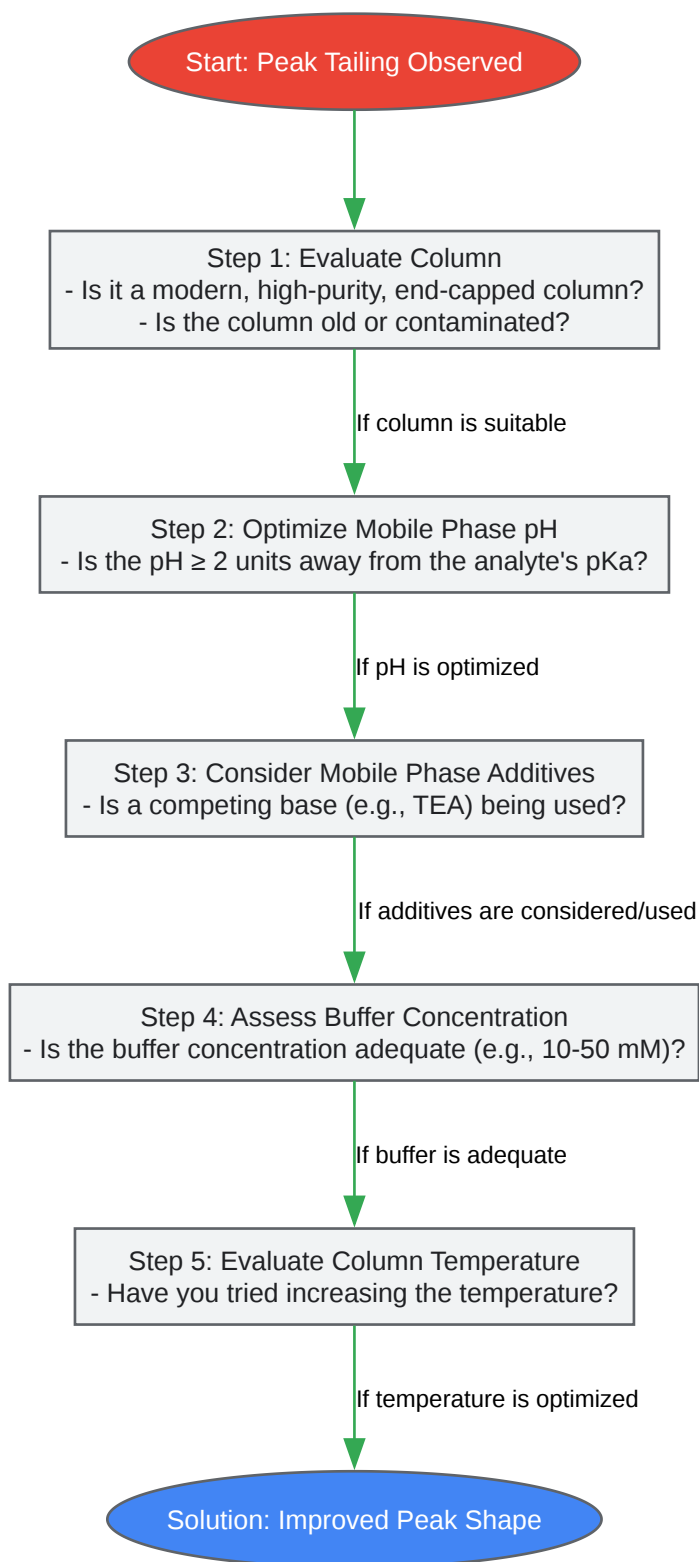 Start: Peak Tailing Observed
Step 1: Evaluate Column
- Is it a modern, high-purity, end-capped column?
- Is the column old or contaminated?
If column is suitable
Step 2: Optimize Mobile Phase pH
- Is the pH ≥ 2 units away from the analyte's pKa?
If pH is optimized
Step 3: Consider Mobile Phase Additives
- Is a competing base (e.g., TEA) being used?
If additives are considered/used
Step 4: Assess Buffer Concentration
- Is the buffer concentration adequate (e.g., 10-50 mM)?
If buffer is adequate
Step 5: Evaluate Column Temperature
- Have you tried increasing the temperature?
If temperature is optimized
Solution: Improved Peak Shape